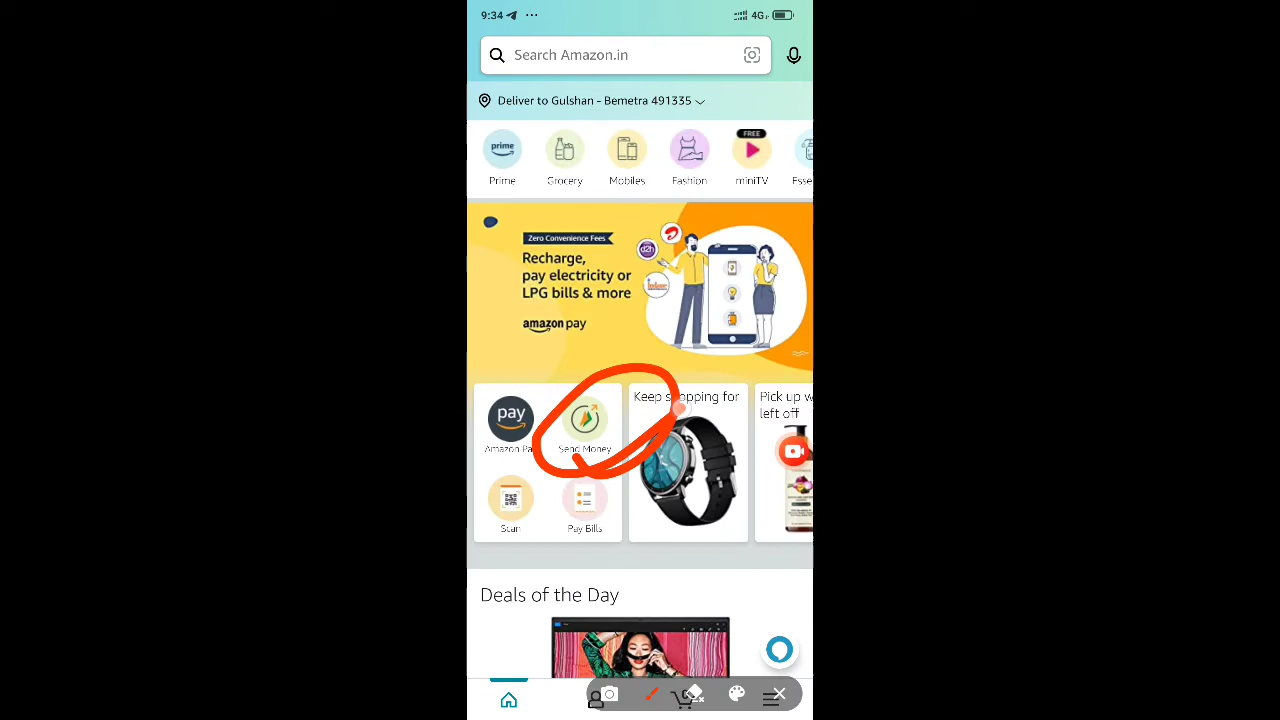 9:34
4G
Search Amazon.in
Deliver to Gulshan - Bemetra 491335
prime
FREE
Prime
Grocery
Mobiles
Fashion
miniTV
Esse
Zero Convenience Fees
Recharge,
pay electricity or
LPG bills & more
amazon pay
d2h
pay
Amazon Pa
Send Money
Scan
Pay Bills
Keep shopping for
Pick up w
left off
Deals of the Day